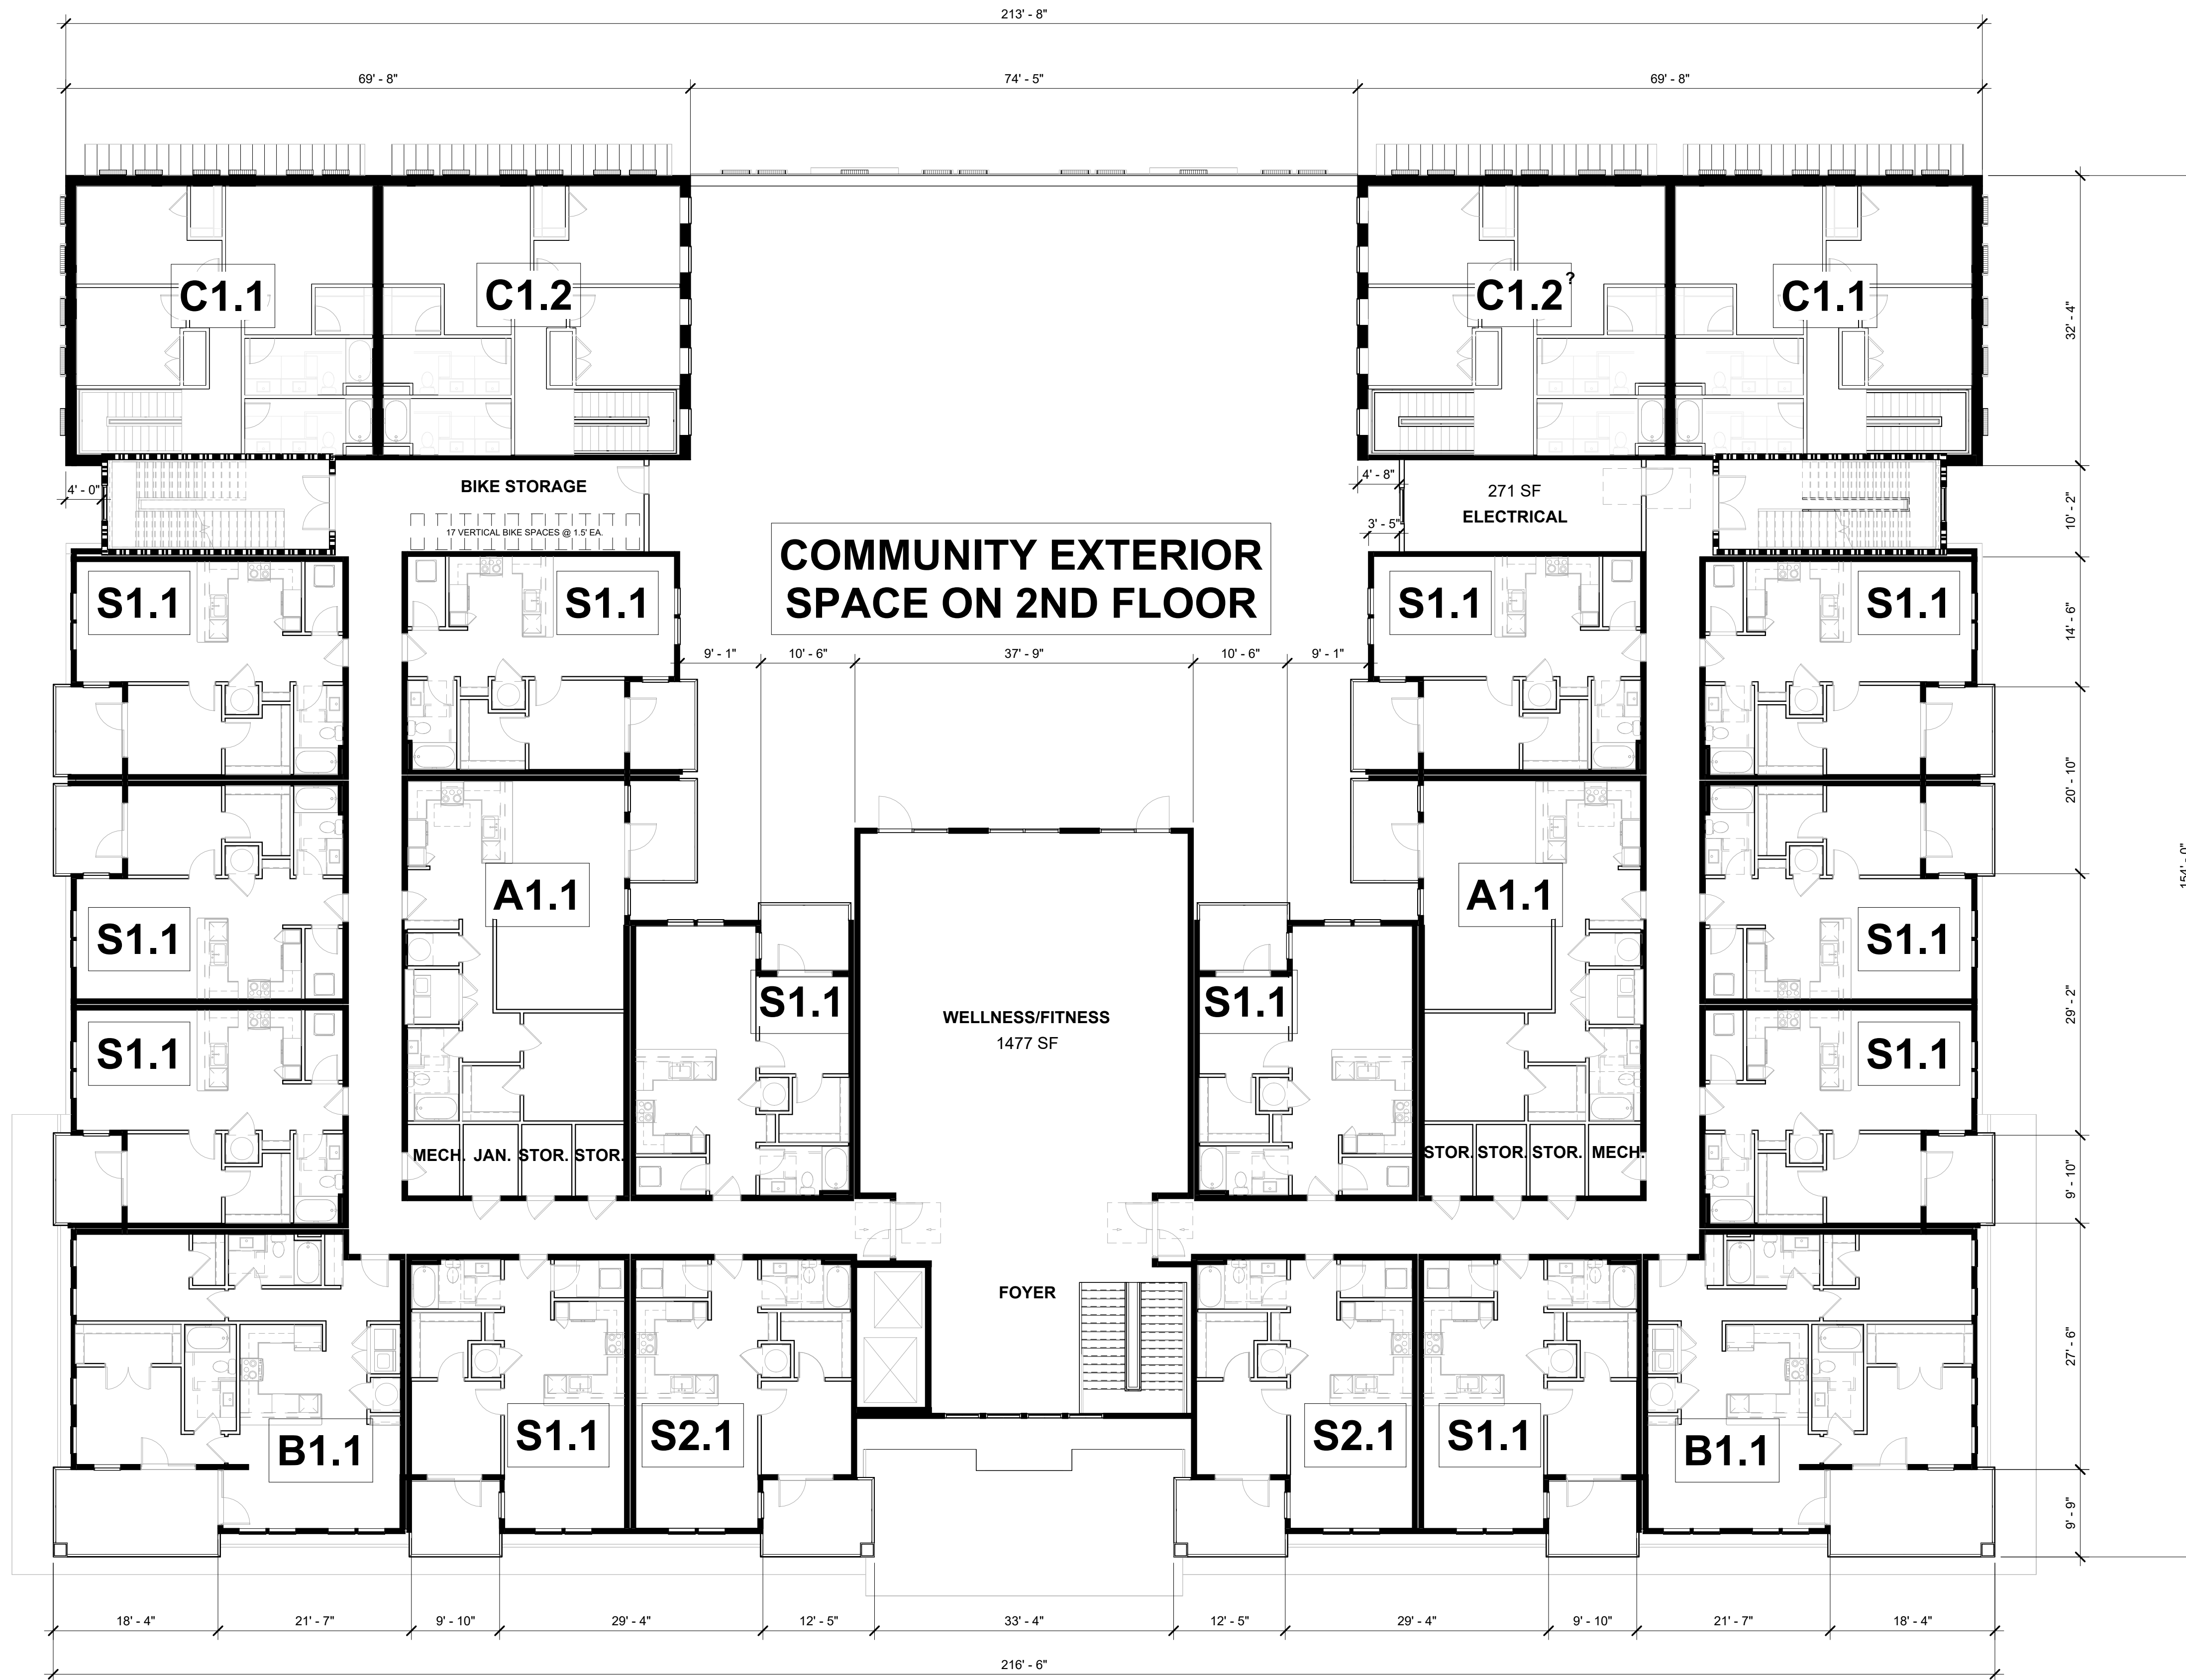 213' - 8"
69' - 8"
74' - 5"
69' - 8"
C1.1
C1.2
C1.2 ?
C1.1
32' - 4"
4' - 0"
BIKE STORAGE
17 VERTICAL BIKE SPACES @ 1.5' EA.
4' - 8"
271 SF
ELECTRICAL
3' - 5"
10' - 2"
COMMUNITY EXTERIOR
SPACE ON 2ND FLOOR
S1.1
S1.1
S1.1
S1.1
14' - 6"
9' - 1"
10' - 6"
37' - 9"
10' - 6"
9' - 1"
20' - 10"
154' - 0"
A1.1
A1.1
S1.1
S1.1
S1.1
S1.1
29' - 2"
WELLNESS/FITNESS
1477 SF
S1.1
S1.1
MECH.
JAN.
STOR.
STOR.
STOR.
STOR.
STOR.
MECH.
9' - 10"
FOYER
27' - 6"
B1.1
S1.1
S2.1
S2.1
S1.1
B1.1
9' - 9"
18' - 4"
21' - 7"
9' - 10"
29' - 4"
12' - 5"
33' - 4"
12' - 5"
29' - 4"
9' - 10"
21' - 7"
18' - 4"
216' - 6"